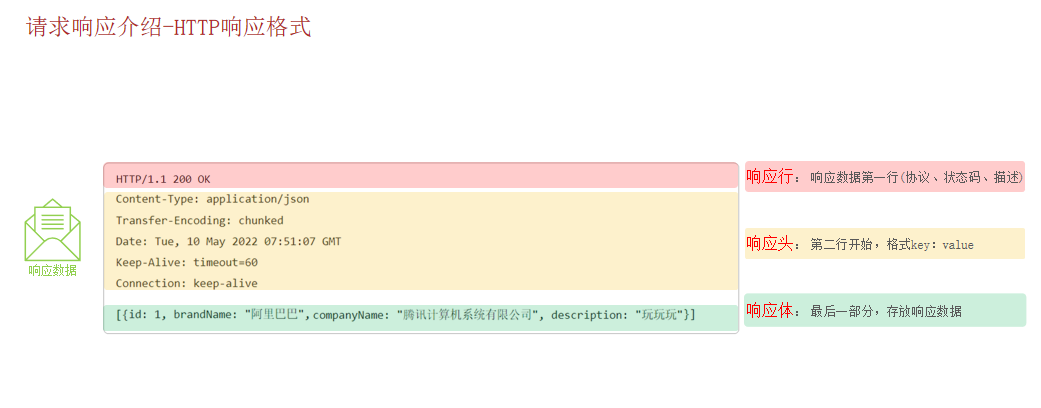 请求响应介绍-HTTP响应格式
HTTP/1.1 200 OK
响应行：响应数据第一行(协议、状态码、描述)
Content-Type: application/json
Transfer-Encoding: chunked
Date: Tue, 10 May 2022 07:51:07 GMT
Keep-Alive: timeout=60
Connection: keep-alive
响应头：第二行开始，格式key：value
响应数据
[{id: 1, brandName: "阿里巴巴",companyName: "腾讯计算机系统有限公司", description: "玩玩玩"}]
响应体：最后一部分，存放响应数据